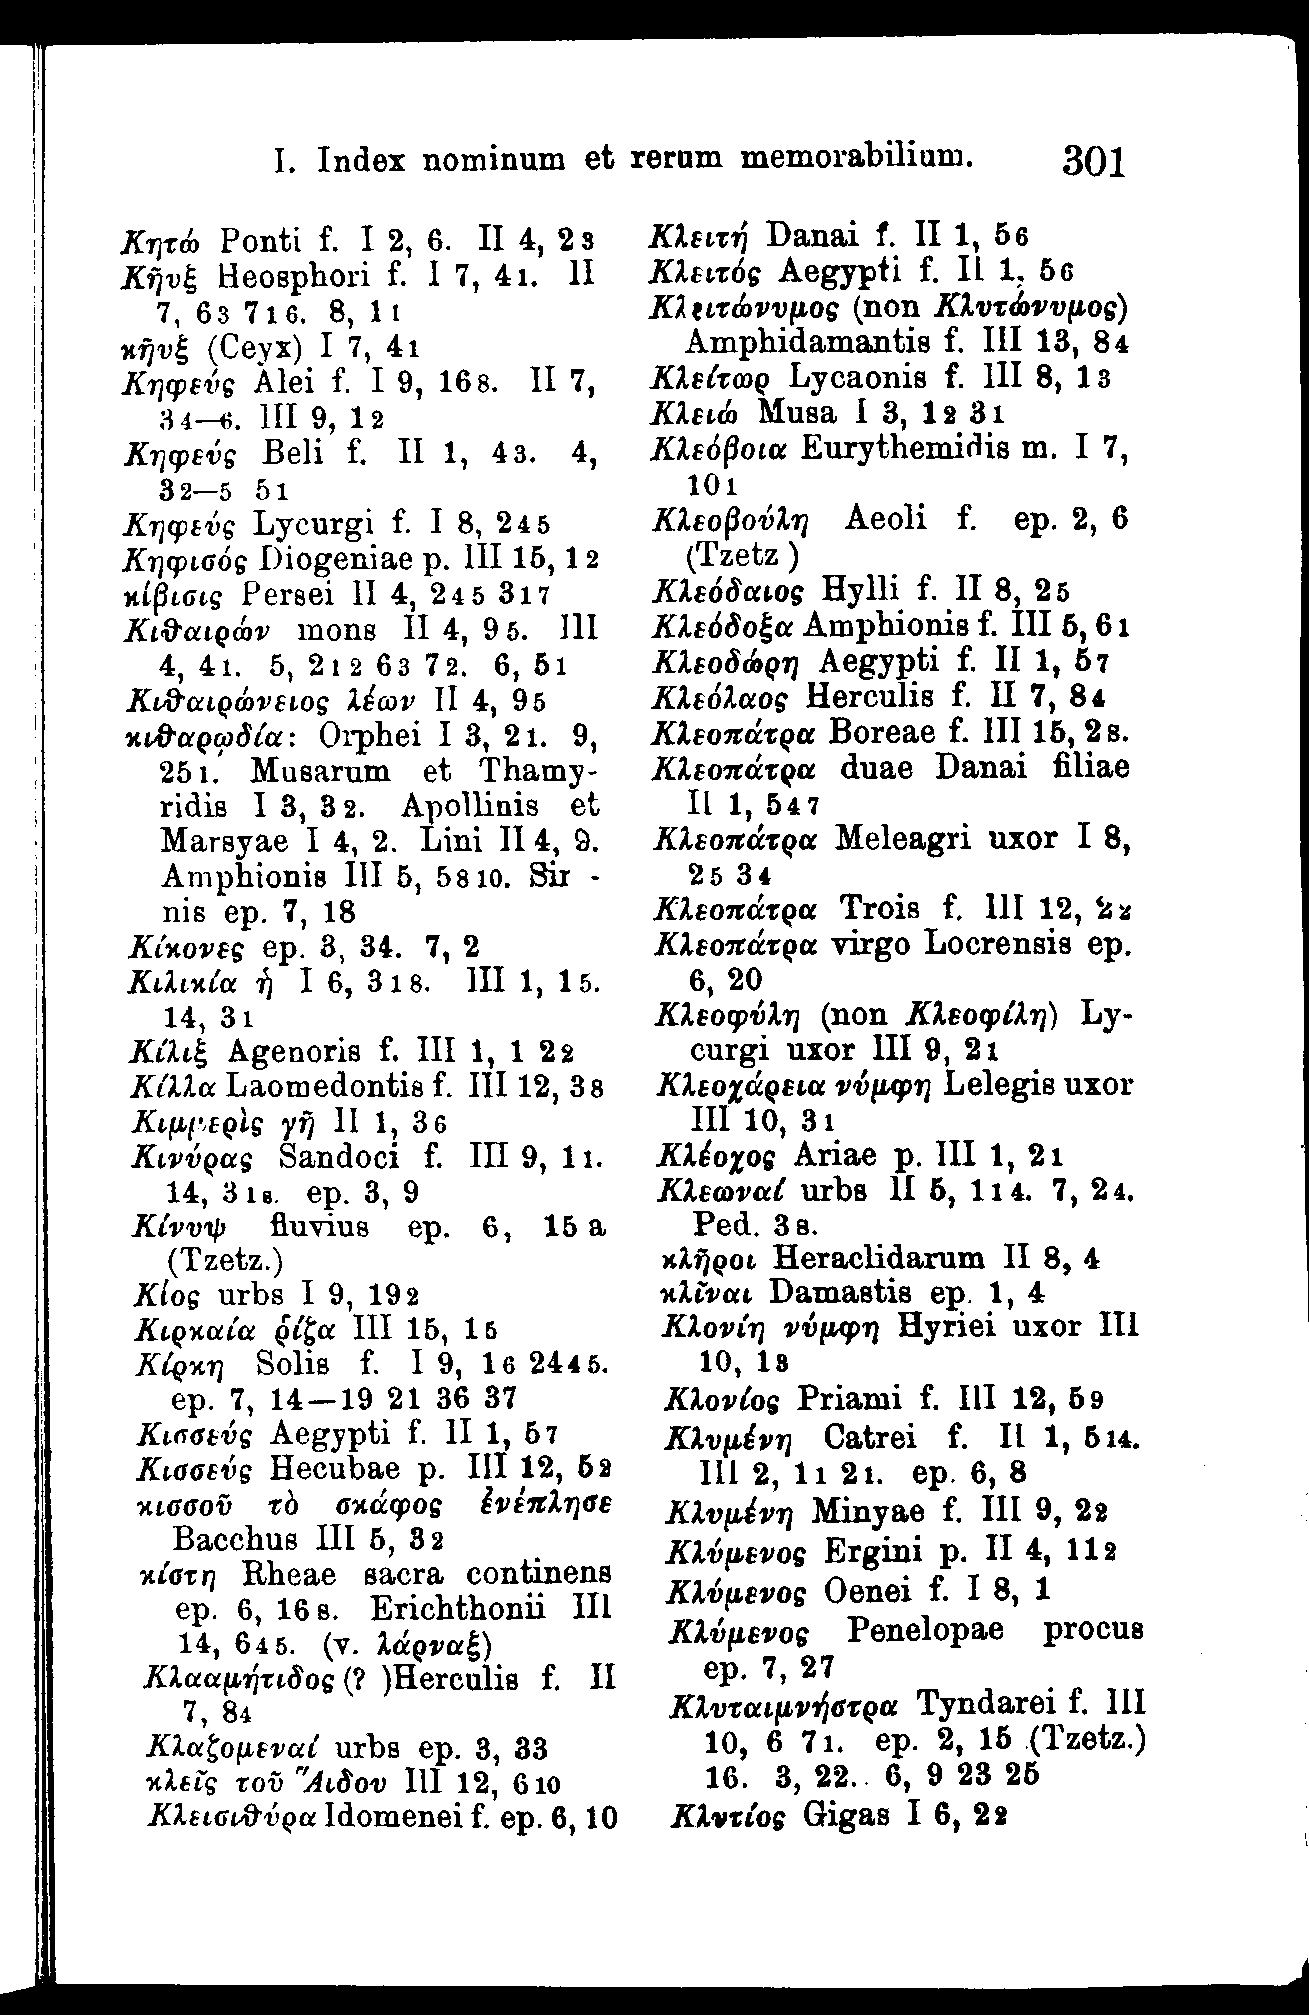 I. Index nominum et rerum memorabilium. 301
Κητώ Ponti f. I 2, 6. II 4, 23
Κῆυξ Heosphori f. I 7, 41. II
7, 63 716. 8, 11
κῆυξ (Ceyx) I 7, 41
Κηφεύς Alei f. I 9, 168. II 7,
34—6. III 9, 12
Κηφεύς Beli f. II 1, 43. 4,
32—5 51
Κηφεύς Lycurgi f. I 8, 245
Κηφισός Diogeniae p. III 15, 12
κίβισις Persei II 4, 245 317
Κιθαιρών mons II 4, 95. III
4, 41. 5, 212 63 72. 6, 51
Κιθαιρώνειος λέων II 4, 95
κιθαρῳδία: Orphei I 3, 21. 9,
251. Musarum et Thamy-
ridis I 3, 32. Apollinis et
Marsyae I 4, 2. Lini II 4, 9.
Amphionis III 5, 5810. Sir -
nis ep. 7, 18
Κίκονες ep. 3, 34. 7, 2
Κιλικία ἡ I 6, 318. III 1, 15.
14, 31
Κίλιξ Agenoris f. III 1, 1 22
Κίλλα Laomedontis f. III 12, 38
Κιμμερὶς γῆ II 1, 36
Κινύρας Sandoci f. III 9, 11.
14, 318. ep. 3, 9
Κίνυψ fluvius ep. 6, 15 a
(Tzetz.)
Κίος urbs I 9, 192
Κιρκαία ῥίζα III 15, 15
Κίρκη Solis f. I 9, 16 2445.
ep. 7, 14—19 21 36 37
Κισσεύς Aegypti f. II 1, 57
Κισσεύς Hecubae p. III 12, 52
κισσοῦ τὸ σκάφος ἐνέπλησε
Bacchus III 5, 32
κίστη Rheae sacra continens
ep. 6, 16 s. Erichthonii III
14, 645. (v. λάρναξ)
Κλααμήτιδος (? )Herculis f. II
7, 84
Κλαζομεναί urbs ep. 3, 33
κλεῖς τοῦ Ἅιδου III 12, 610
Κλεισιθύρα Idomenei f. ep. 6, 10
Κλειτή Danai f. II 1, 56
Κλειτός Aegypti f. II 1, 56
Κλειτώνυμος (non Κλυτώνυμος)
Amphidamantis f. III 13, 84
Κλείτωρ Lycaonis f. III 8, 13
Κλειώ Musa I 3, 12 31
Κλεόβοια Eurythemidis m. I 7,
101
Κλεοβούλη Aeoli f. ep. 2, 6
(Tzetz )
Κλεόδαιος Hylli f. II 8, 25
Κλεόδοξα Amphionis f. III 5, 61
Κλεοδώρη Aegypti f. II 1, 57
Κλεόλαος Herculis f. II 7, 84
Κλεοπάτρα Boreae f. III 15, 2 s.
Κλεοπάτρα duae Danai filiae
II 1, 547
Κλεοπάτρα Meleagri uxor I 8,
25 34
Κλεοπάτρα Trois f. III 12, 22
Κλεοπάτρα virgo Locrensis ep.
6, 20
Κλεοφύλη (non Κλεοφίλη) Ly-
curgi uxor III 9, 21
Κλεοχάρεια νύμφη Lelegis uxor
III 10, 31
Κλέοχος Ariae p. III 1, 21
Κλεωναί urbs II 5, 114. 7, 24.
Ped. 3 s.
κλῆροι Heraclidarum II 8, 4
κλῖναι Damastis ep. 1, 4
Κλονίη νύμφη Hyriei uxor III
10, 13
Κλονίος Priami f. III 12, 59
Κλυμένη Catrei f. II 1, 514.
III 2, 11 21. ep. 6, 8
Κλυμένη Minyae f. III 9, 22
Κλύμενος Ergini p. II 4, 112
Κλύμενος Oenei f. I 8, 1
Κλύμενος Penelopae procus
ep. 7, 27
Κλυταιμνήστρα Tyndarei f. III
10, 6 71. ep. 2, 15 (Tzetz.)
16. 3, 22. 6, 9 23 25
Κλυτίος Gigas I 6, 22